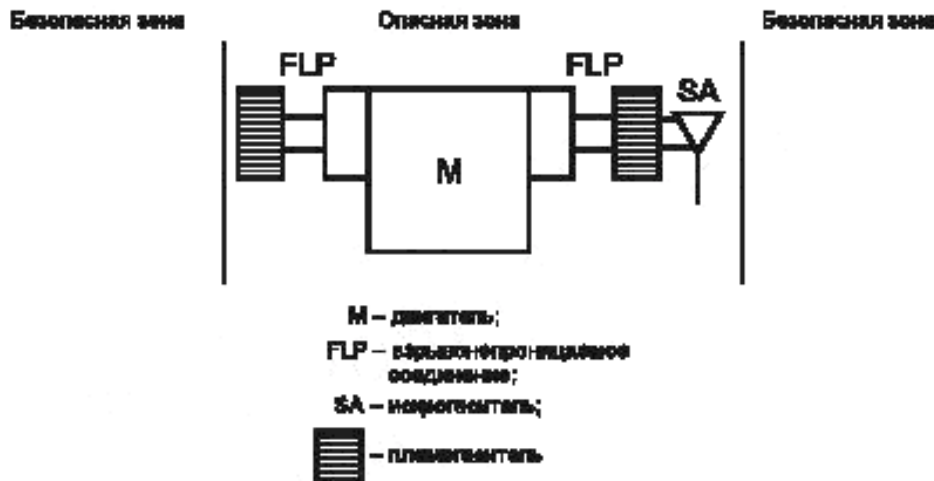 Безопасная зона
Опасная зона
Безопасная зона
FLP
FLP
SA
M
М – двигатель;
FLP – взрывонепроницаемое
соединение;
SA – искрогаситель;
– пламегаситель